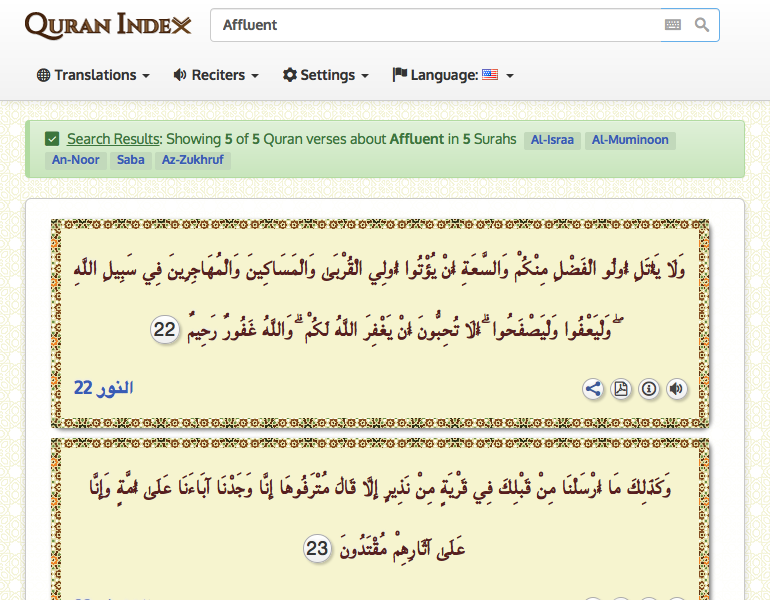 QURAN INDEX
Affluent
Translations Reciters Settings Language:
Search Results: Showing 5 of 5 Quran verses about Affluent in 5 Surahs Al-Israa Al-Muminoon
An-Noor Saba Az-Zukhruf
وَلَا يَأْتَلِ أُولُو الْفَضْلِ مِنْكُمْ وَالسَّعَةِ أَنْ يُؤْتُوا أُولِي الْقُرْبَىٰ وَالْمَسَاكِينَ وَالْمُهَاجِرِينَ فِي سَبِيلِ اللَّهِ
ۖ وَلْيَعْفُوا وَلْيَصْفَحُوا ۗ أَلَا تُحِبُّونَ أَنْ يَغْفِرَ اللَّهُ لَكُمْ ۗ وَاللَّهُ غَفُورٌ رَحِيمٌ 22
النور 22
وَكَذَٰلِكَ مَا أَرْسَلْنَا مِنْ قَبْلِكَ فِي قَرْيَةٍ مِنْ نَذِيرٍ إِلَّا قَالَ مُتْرَفُوهَا إِنَّا وَجَدْنَا آبَاءَنَا عَلَىٰ أُمَّةٍ وَإِنَّا
عَلَىٰ آثَارِهِمْ مُقْتَدُونَ 23